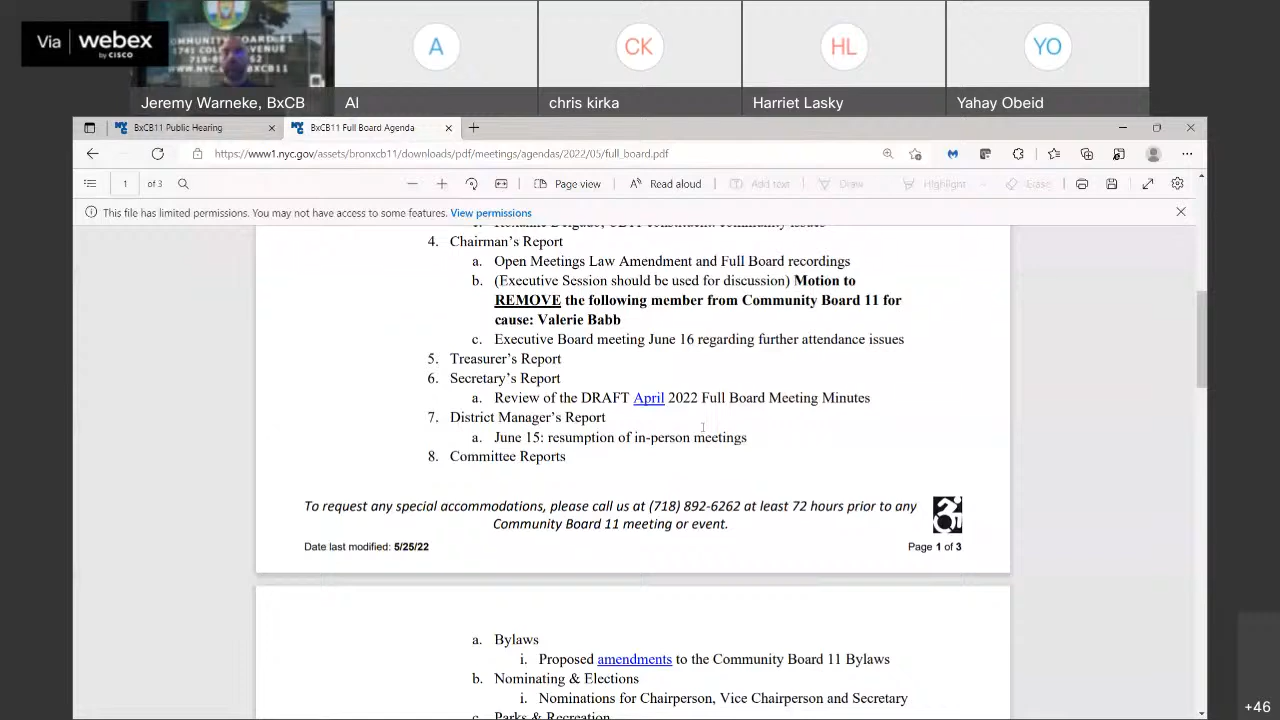 Via webex
by CISCO
COMMUNITY BOARD 11
Jeremy Warneke, BxCB
A
AI
CK
chris kirka
HL
Harriet Lasky
YO
Yahay Obeid
BxCB11 Public Hearing
BxCB11 Full Board Agenda
https://www1.nyc.gov/assets/bronxcb11/downloads/pdf/meetings/agendas/2022/05/full_board.pdf
1 of 3
Page view
Read aloud
Add text
Draw
Highlight
Erase
This file has limited permissions. You may not have access to some features. View permissions
4. Chairman's Report
a. Open Meetings Law Amendment and Full Board recordings
b. (Executive Session should be used for discussion) Motion to
REMOVE the following member from Community Board 11 for
cause: Valerie Babb
c. Executive Board meeting June 16 regarding further attendance issues
5. Treasurer's Report
6. Secretary's Report
a. Review of the DRAFT April 2022 Full Board Meeting Minutes
7. District Manager's Report
a. June 15: resumption of in-person meetings
8. Committee Reports
To request any special accommodations, please call us at (718) 892-6262 at least 72 hours prior to any
Community Board 11 meeting or event.
Date last modified: 5/25/22
Page 1 of 3
a. Bylaws
i. Proposed amendments to the Community Board 11 Bylaws
b. Nominating & Elections
i. Nominations for Chairperson, Vice Chairperson and Secretary
c. Parks & Recreation
+46